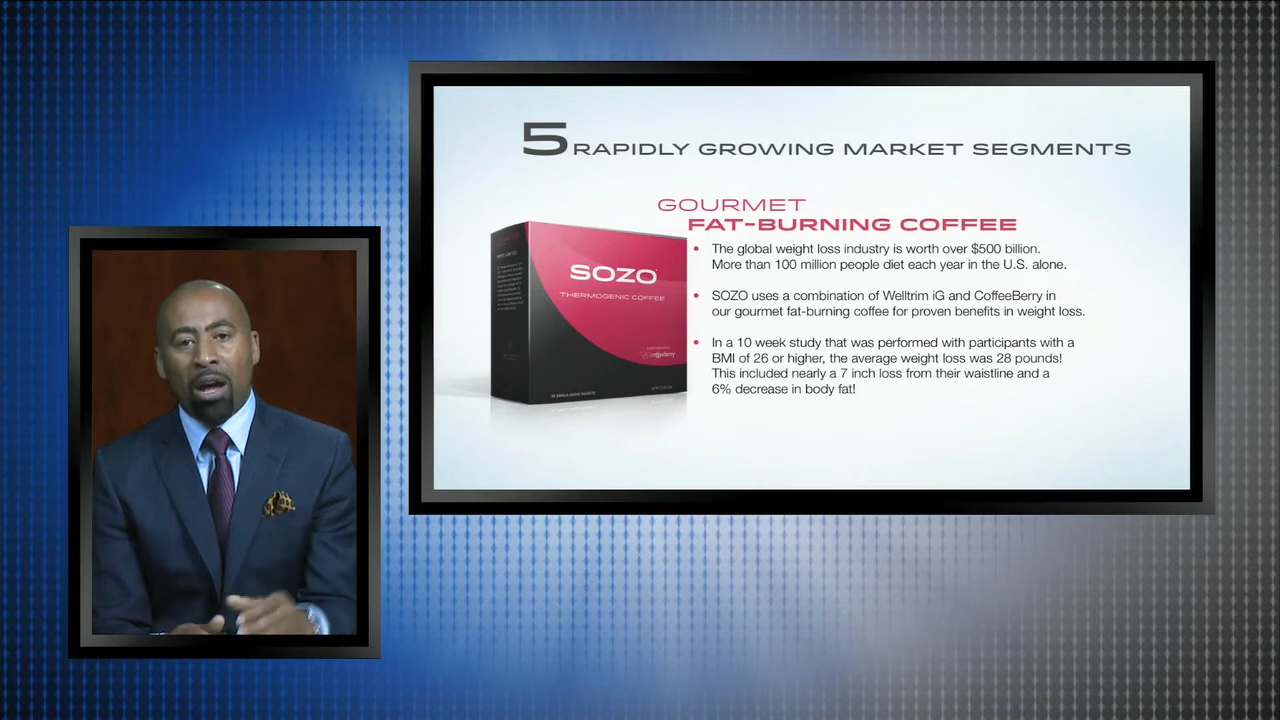 5 RAPIDLY GROWING MARKET SEGMENTS
GOURMET
FAT-BURNING COFFEE
• The global weight loss industry is worth over $500 billion.
More than 100 million people diet each year in the U.S. alone.
• SOZO uses a combination of Welltrim iG and CoffeeBerry in
our gourmet fat-burning coffee for proven benefits in weight loss.
• In a 10 week study that was performed with participants with a
BMI of 26 or higher, the average weight loss was 28 pounds!
This included nearly a 7 inch loss from their waistline and a
6% decrease in body fat!
SOZO
THERMOGENIC COFFEE
coffeeberry